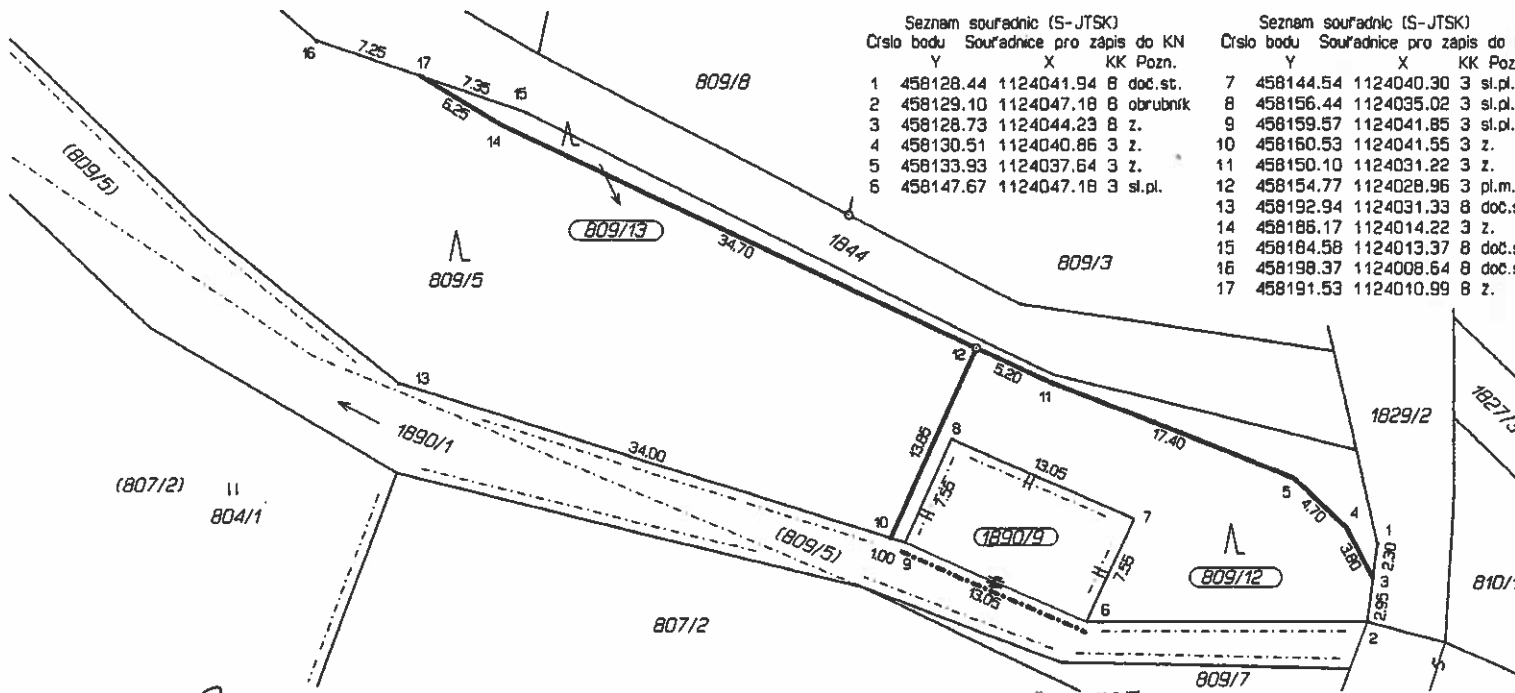 Seznam souřadnic (S-JTSK)
Číslo bodu Souřadnice pro zápis do KN
Y X KK Pozn.
1 458128.44 1124041.94 8 doč.st.
2 458129.10 1124047.18 8 obrubník
3 458128.73 1124044.23 8 z.
4 458130.51 1124040.86 3 z.
5 458133.93 1124037.64 3 z.
6 458147.67 1124047.18 3 sl.pl.
Seznam souřadnic (S-JTSK)
Číslo bodu Souřadnice pro zápis do
Y X KK Poz
7 458144.54 1124040.30 3 sl.pl.
8 458156.44 1124035.02 3 sl.pl.
9 458159.57 1124041.85 3 sl.pl.
10 458160.53 1124041.55 3 z.
11 458150.10 1124031.22 3 z.
12 458154.77 1124028.96 3 pl.m.
13 458192.94 1124031.33 8 doč.s
14 458186.17 1124014.22 3 z.
15 458184.58 1124013.37 8 doč.s
16 458198.37 1124008.64 8 doč.s
17 458191.53 1124010.99 8 z.
16
7.25
17
7.35
15
6.25
14
809/8
(809/5)
809/13
34.70
1844
809/3
809/5
12
5.20
11
13
1829/2
1827/3
17.40
1890/1
34.00
13.85
8
13.05
7.55
5
4.70
4
1
(807/2)
804/1
10
1.00
9
(809/5)
1890/9
7
7.55
3.80
2.30
3
809/12
810/1
13.05
6
2.95
2
807/2
809/7